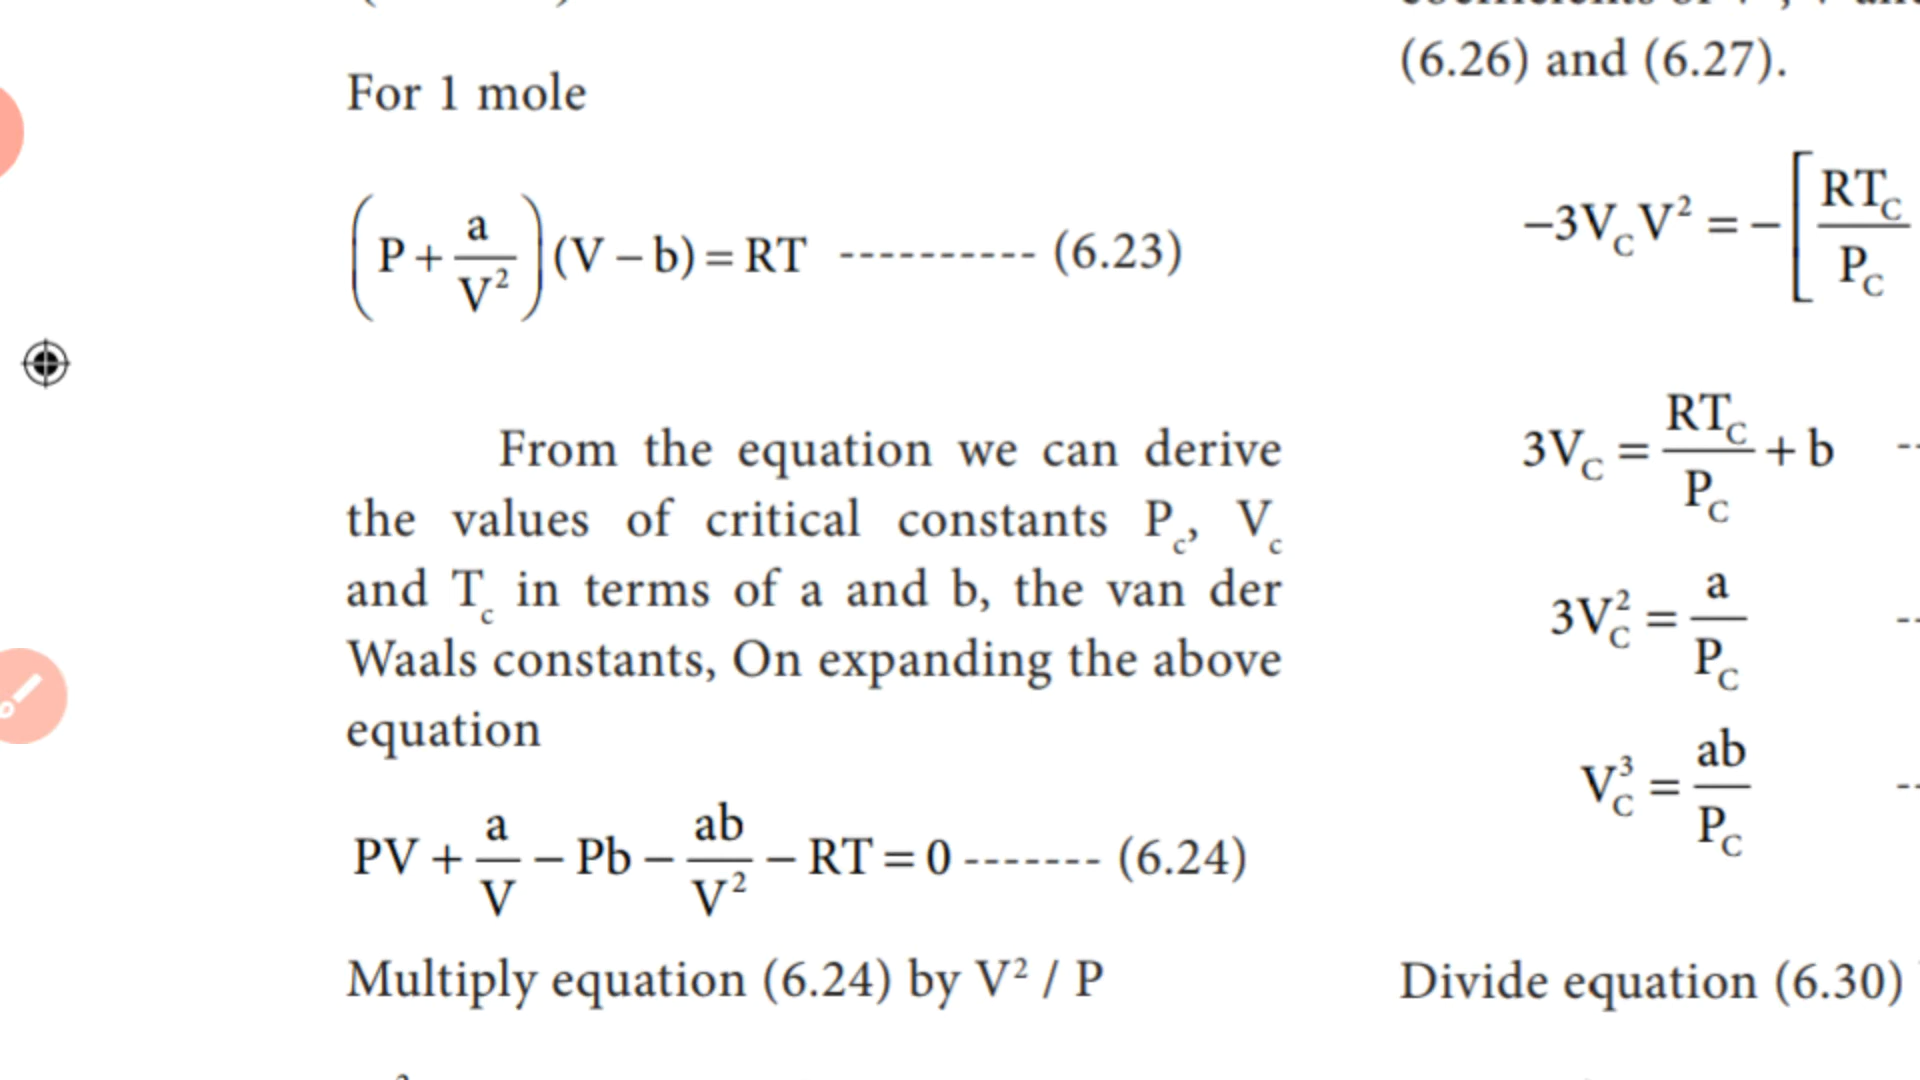 For 1 mole
(P + a/V²)(V – b) = RT ---------- (6.23)
From the equation we can derive
the values of critical constants P_c, V_c
and T_c in terms of a and b, the van der
Waals constants, On expanding the above
equation
PV + a/V – Pb – ab/V² – RT = 0 ------- (6.24)
Multiply equation (6.24) by V² / P
(6.26) and (6.27).
–3V_C V² = – [RT_C/P_C
3V_C = RT_C/P_C + b --
3V_C² = a/P_C --
V_C³ = ab/P_C --
Divide equation (6.30)